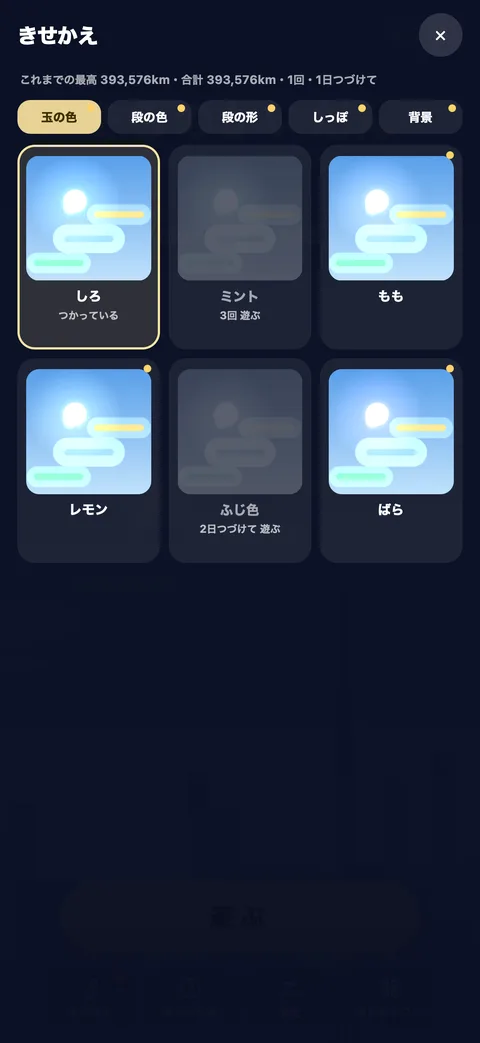 きせかえ
×
これまでの最高 393,576km・合計 393,576km・1回・1日つづけて
玉の色
段の色
段の形
しっぽ
背景
しろ
つかっている
ミント
3回 遊ぶ
もも
レモン
ふじ色
2日つづけて 遊ぶ
ばら
遊ぶ